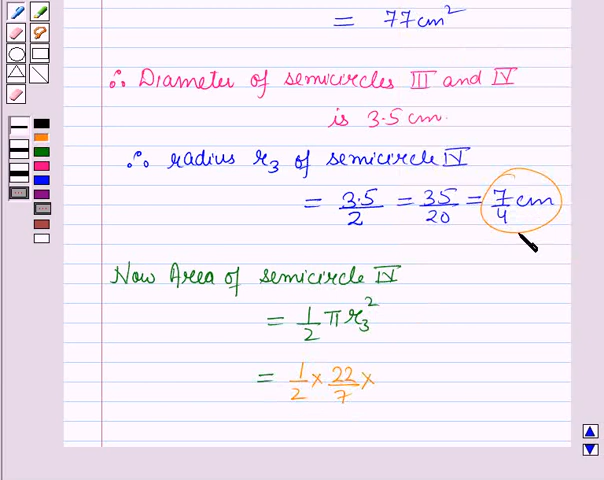 = 77cm²
∴ Diameter of semicircles III and IV
is 3.5 cm.
∴ radius r₃ of semicircle IV
= 3.5/2 = 35/20 = 7/4 cm
Now Area of semicircle IV
= 1/2 π r₃²
= 1/2 × 22/7 ×